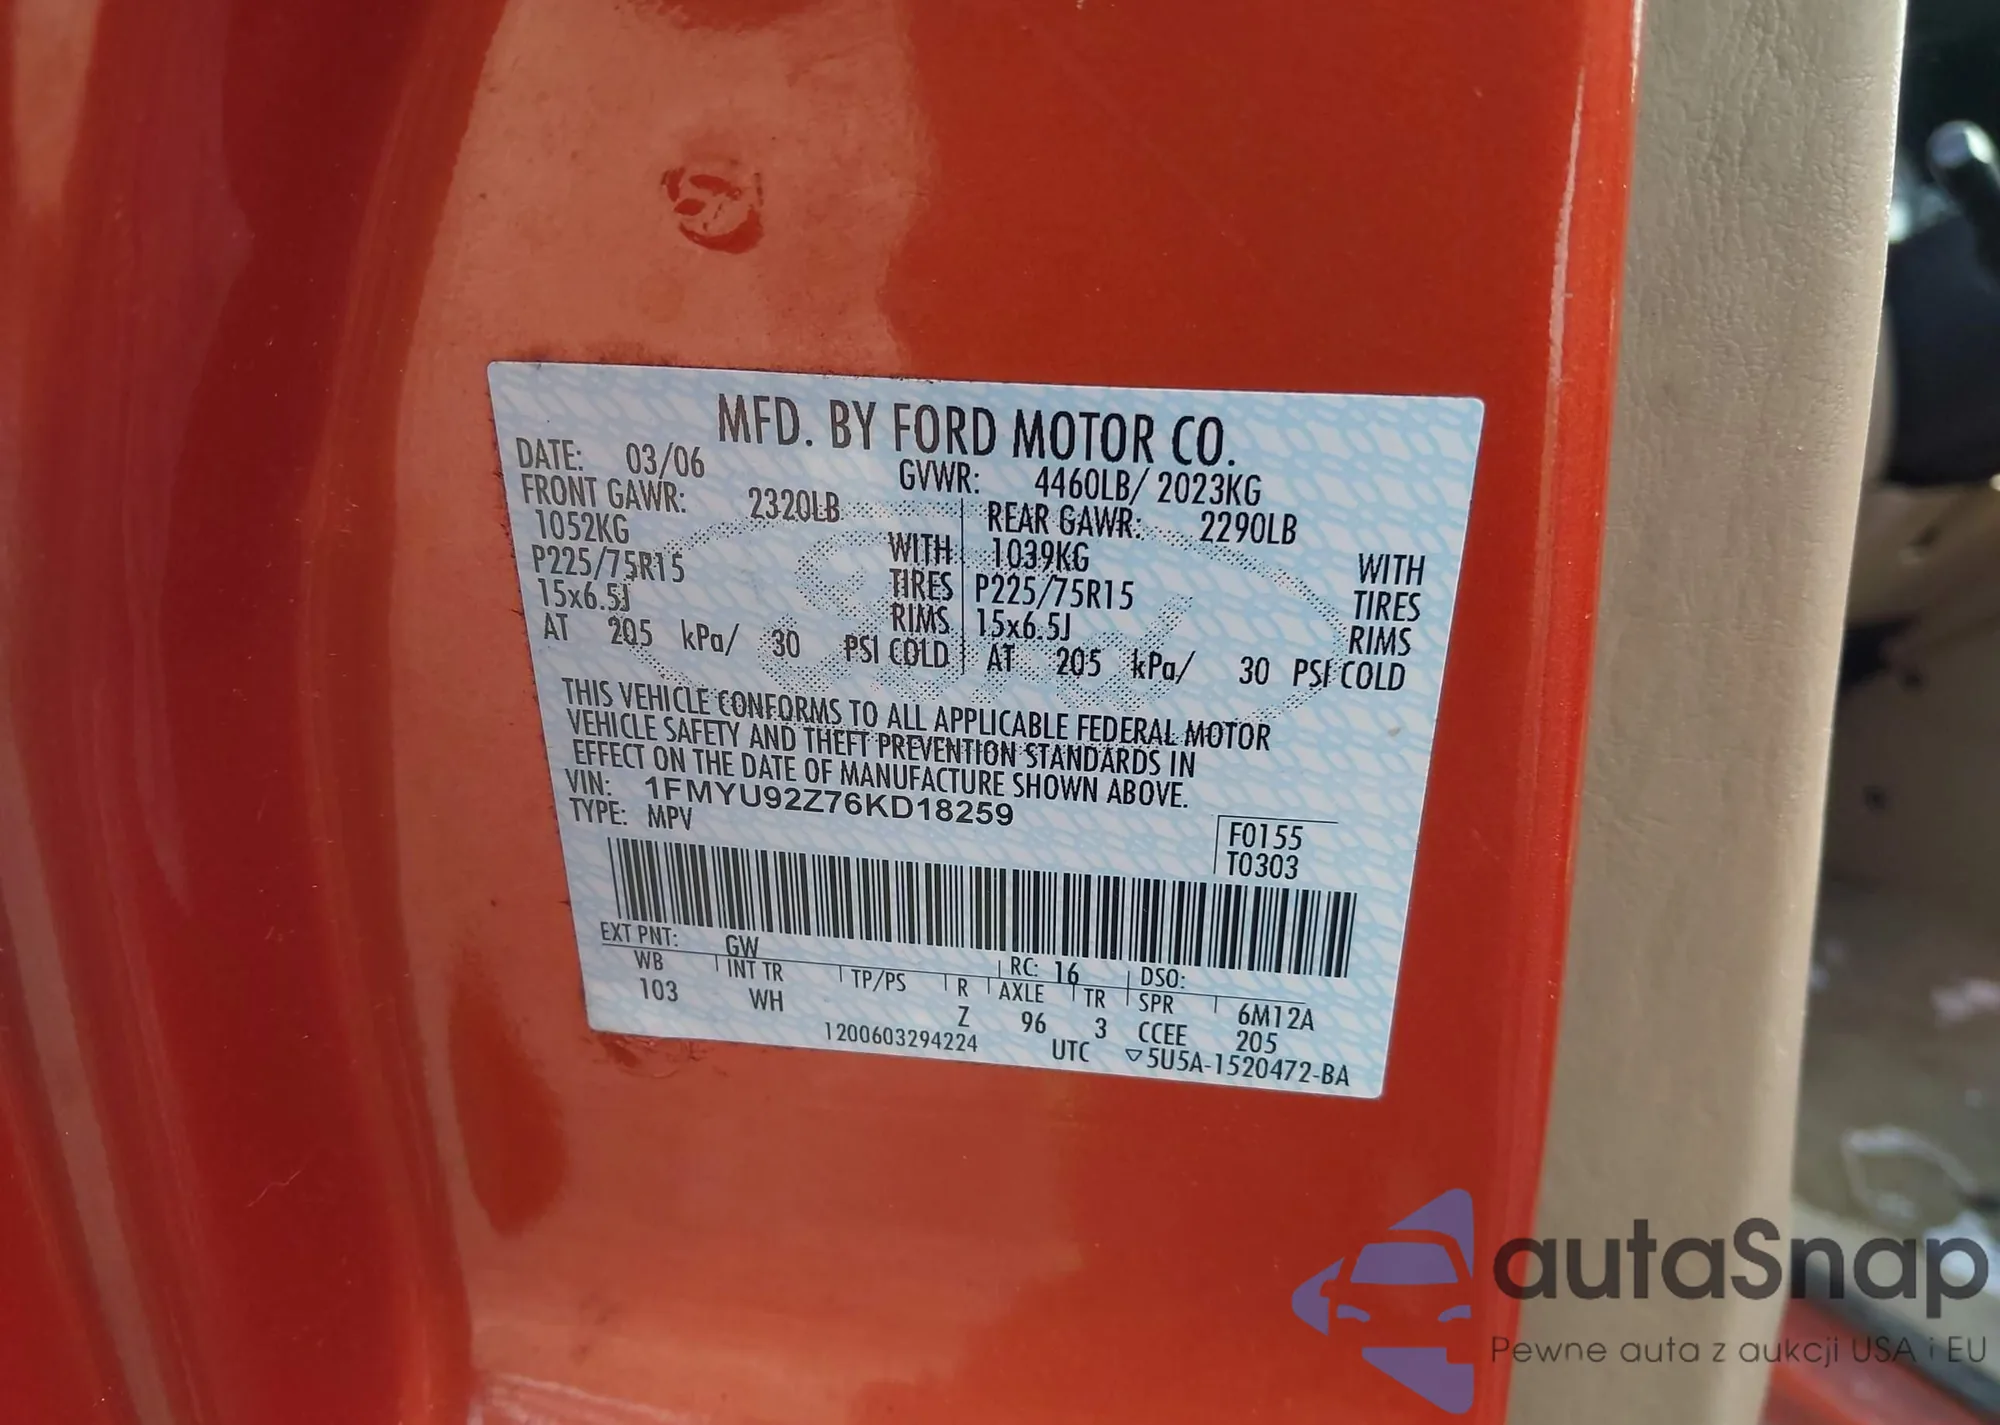 MFD. BY FORD MOTOR CO.
DATE: 03/06 GVWR: 4460LB/ 2023KG
FRONT GAWR: 2320LB REAR GAWR: 2290LB
1052KG WITH 1039KG WITH
P225/75R15 TIRES P225/75R15 TIRES
15x6.5J RIMS 15x6.5J RIMS
AT 205 kPa/ 30 PSI COLD AT 205 kPa/ 30 PSI COLD
THIS VEHICLE CONFORMS TO ALL APPLICABLE FEDERAL MOTOR
VEHICLE SAFETY AND THEFT PREVENTION STANDARDS IN
EFFECT ON THE DATE OF MANUFACTURE SHOWN ABOVE.
VIN: 1FMYU92Z76KD18259
TYPE: MPV
F0155
T0303
EXT PNT: GW RC: 16 DSO:
WB INT TR TP/PS R AXLE TR SPR 6M12A
103 WH Z 96 3 CCEE 205
1200603294224 UTC ▽5U5A-1520472-BA
Ford
autaSnap
Pewne auta z aukcji USA i EU